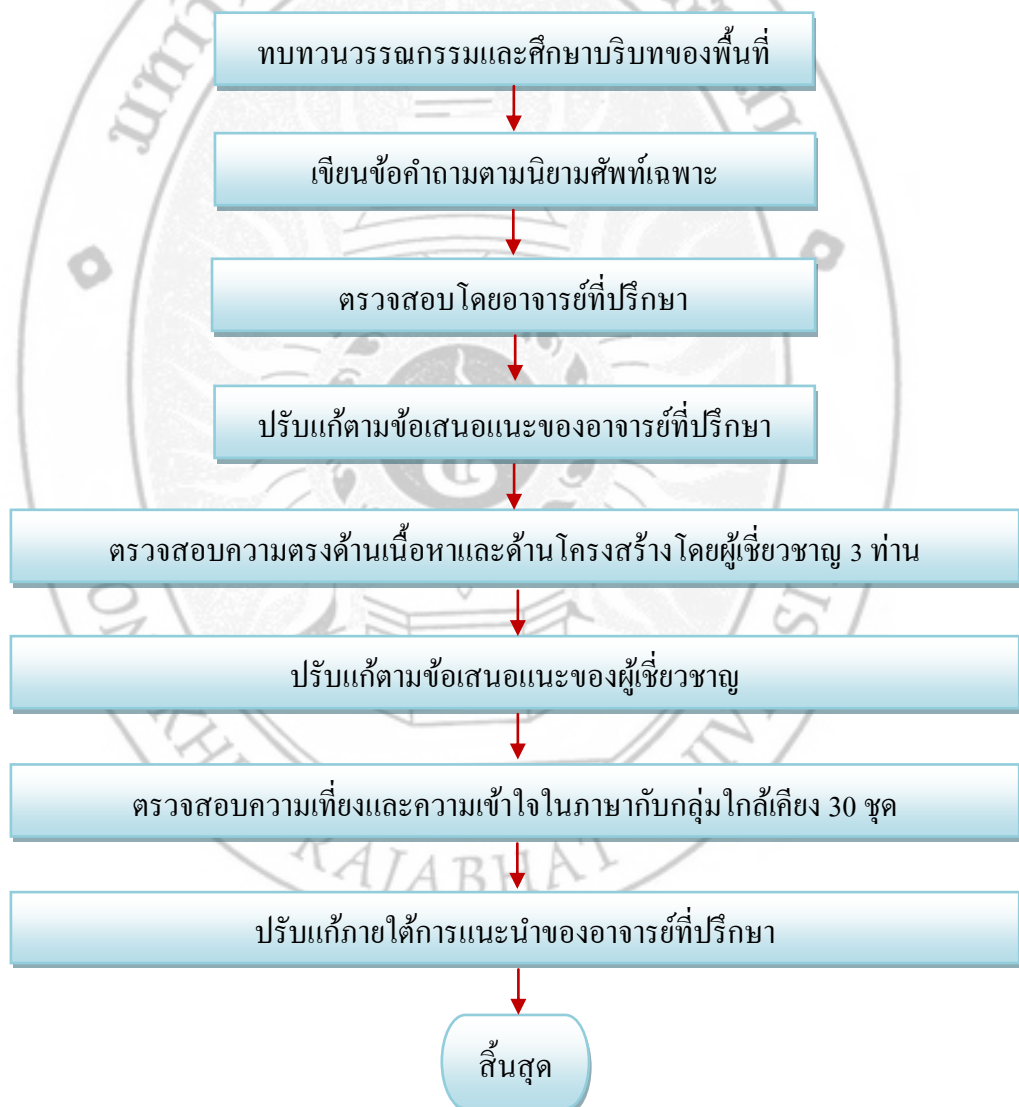 ทบทวนวรรณกรรมและศึกษาบริบทของพื้นที่
เขียนข้อคำถามตามนิยามศัพท์เฉพาะ
ตรวจสอบโดยอาจารย์ที่ปรึกษา
ปรับแก้ตามข้อเสนอแนะของอาจารย์ที่ปรึกษา
ตรวจสอบความตรงด้านเนื้อหาและด้านโครงสร้างโดยผู้เชี่ยวชาญ 3 ท่าน
ปรับแก้ตามข้อเสนอแนะของผู้เชี่ยวชาญ
ตรวจสอบความเที่ยงและความเข้าใจในภาษากับกลุ่มใกล้เคียง 30 ชุด
RAJABHAT
ปรับแก้ภายใต้การแนะนำของอาจารย์ที่ปรึกษา
สิ้นสุด